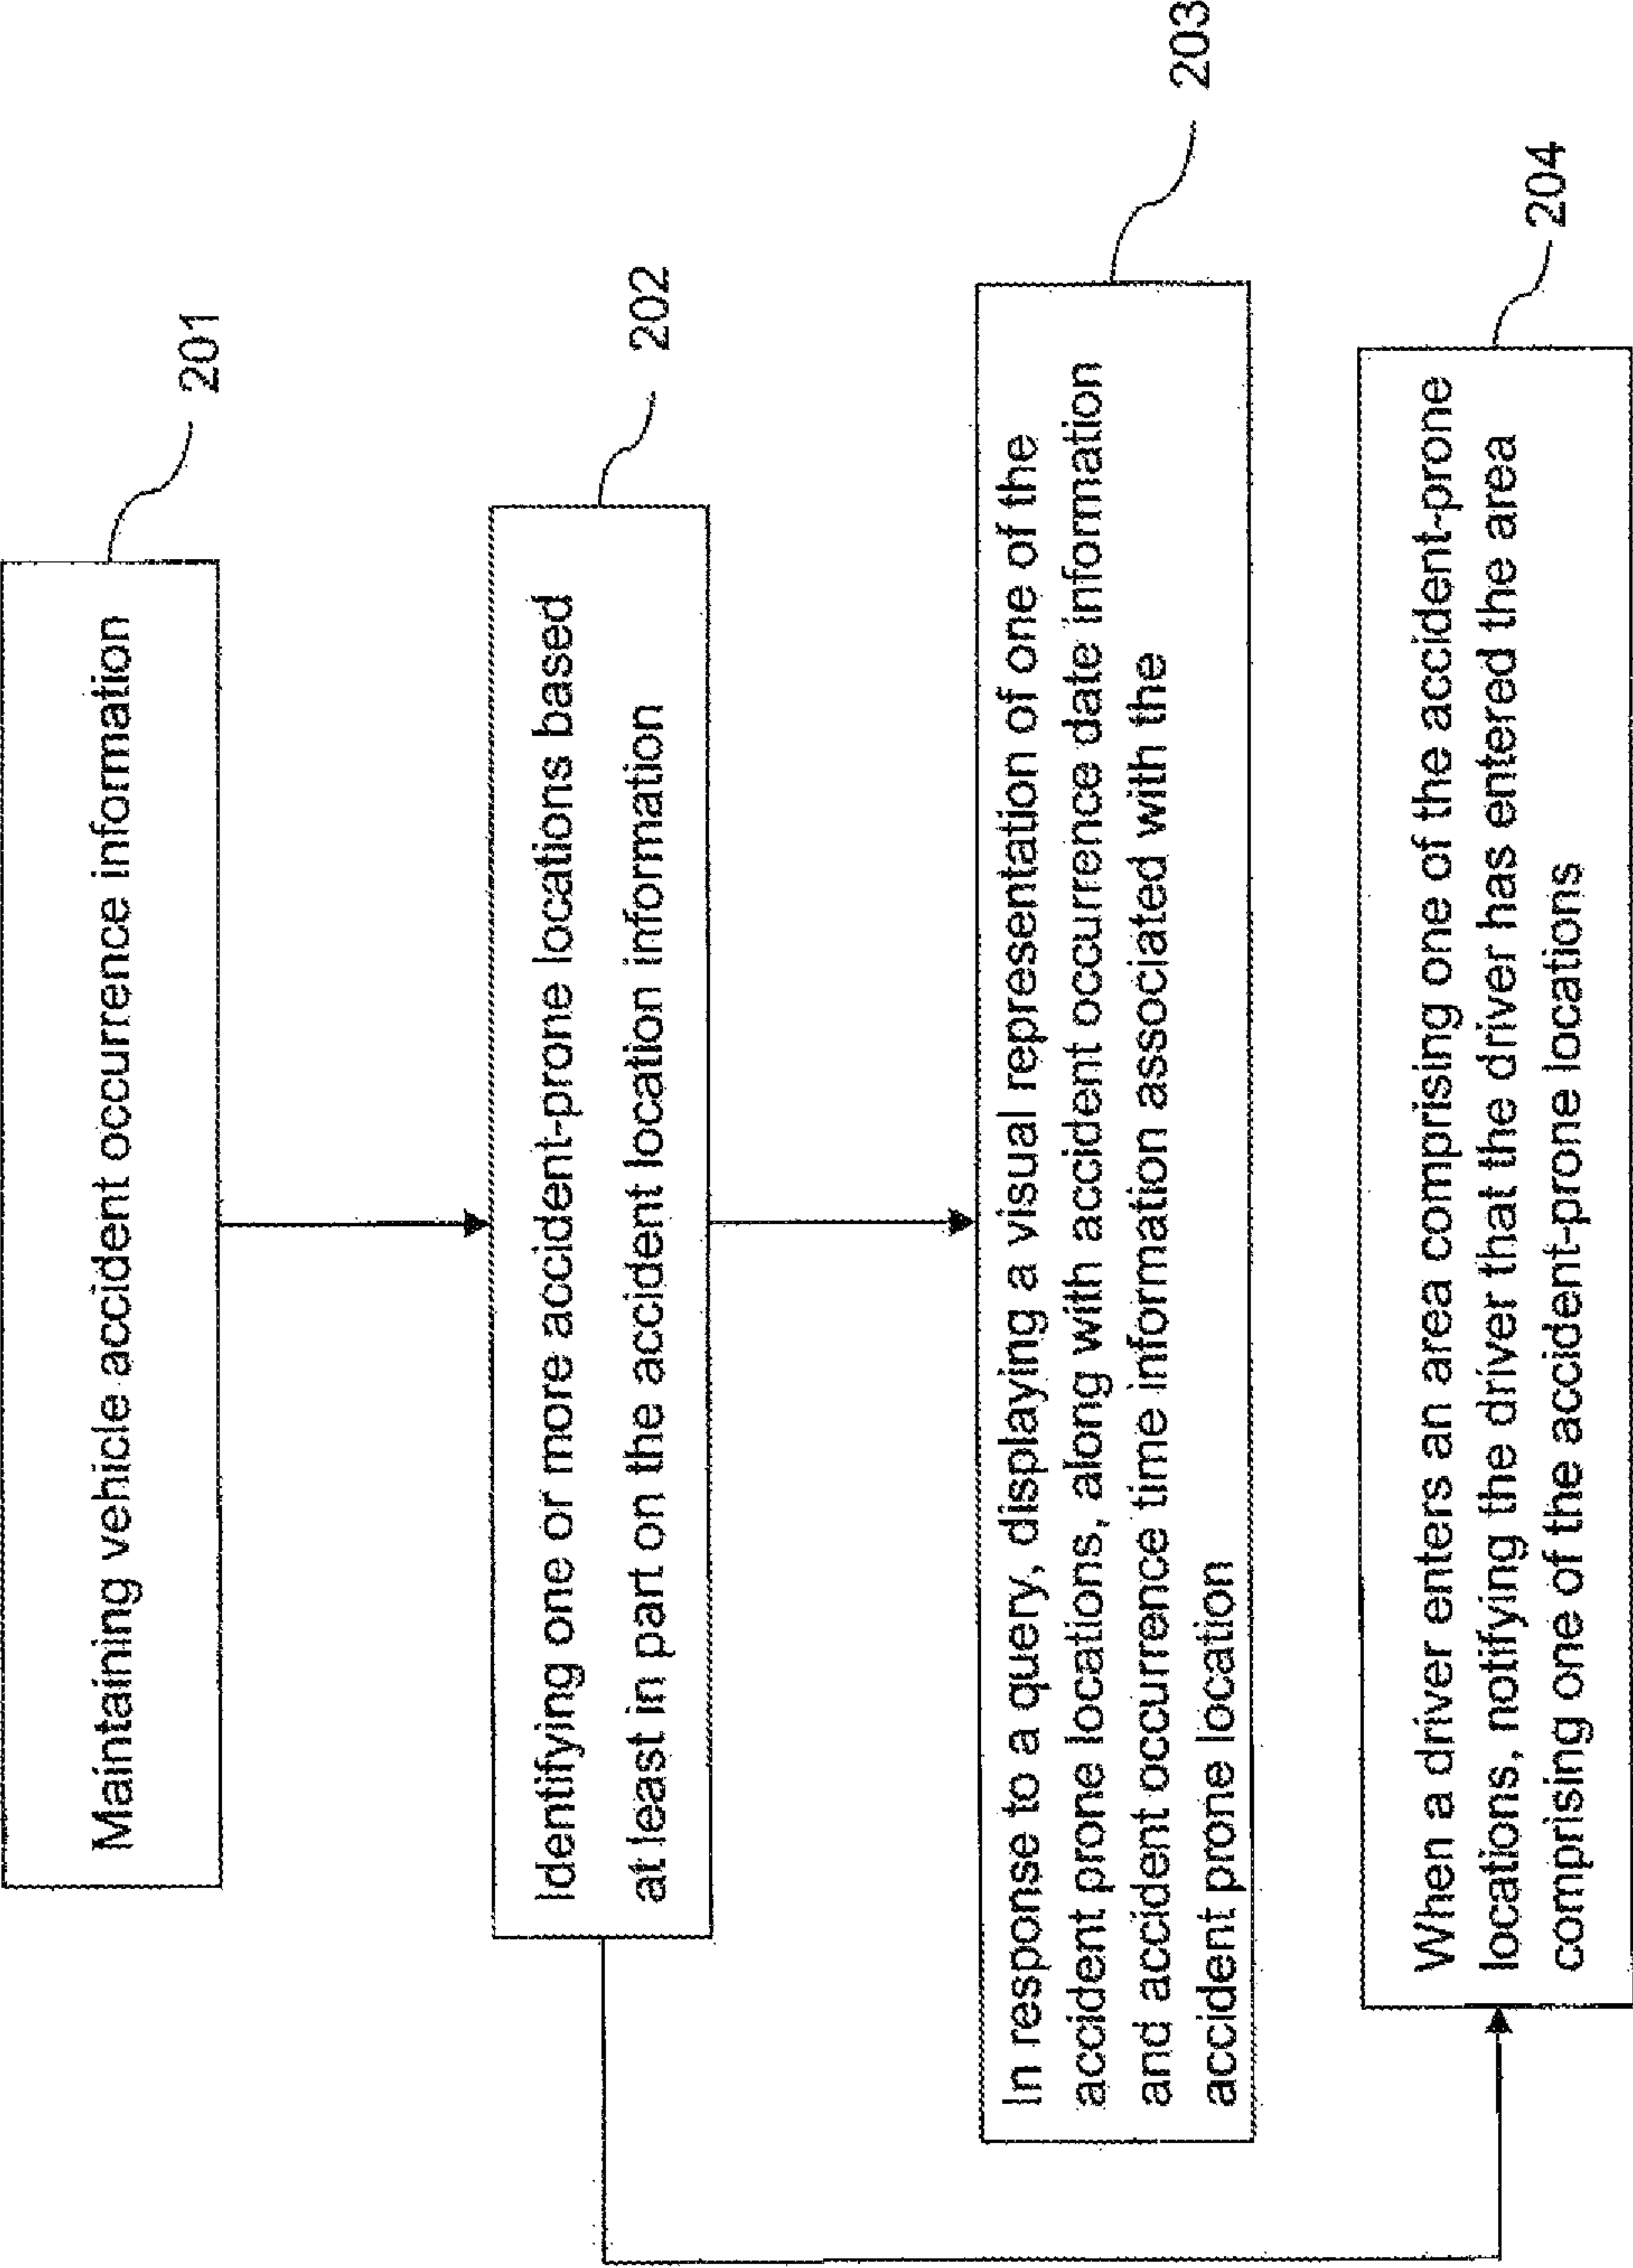 Maintaining vehicle accident occurrence information
201
Identifying one or more accident-prone locations based
at least in part on the accident location information
202
In response to a query, displaying a visual representation of one of the
accident prone locations, along with accident occurrence date information
and accident occurrence time information associated with the
accident prone location
203
When a driver enters an area comprising one of the accident-prone
locations, notifying the driver that the driver has entered the area
comprising one of the accident-prone locations
204